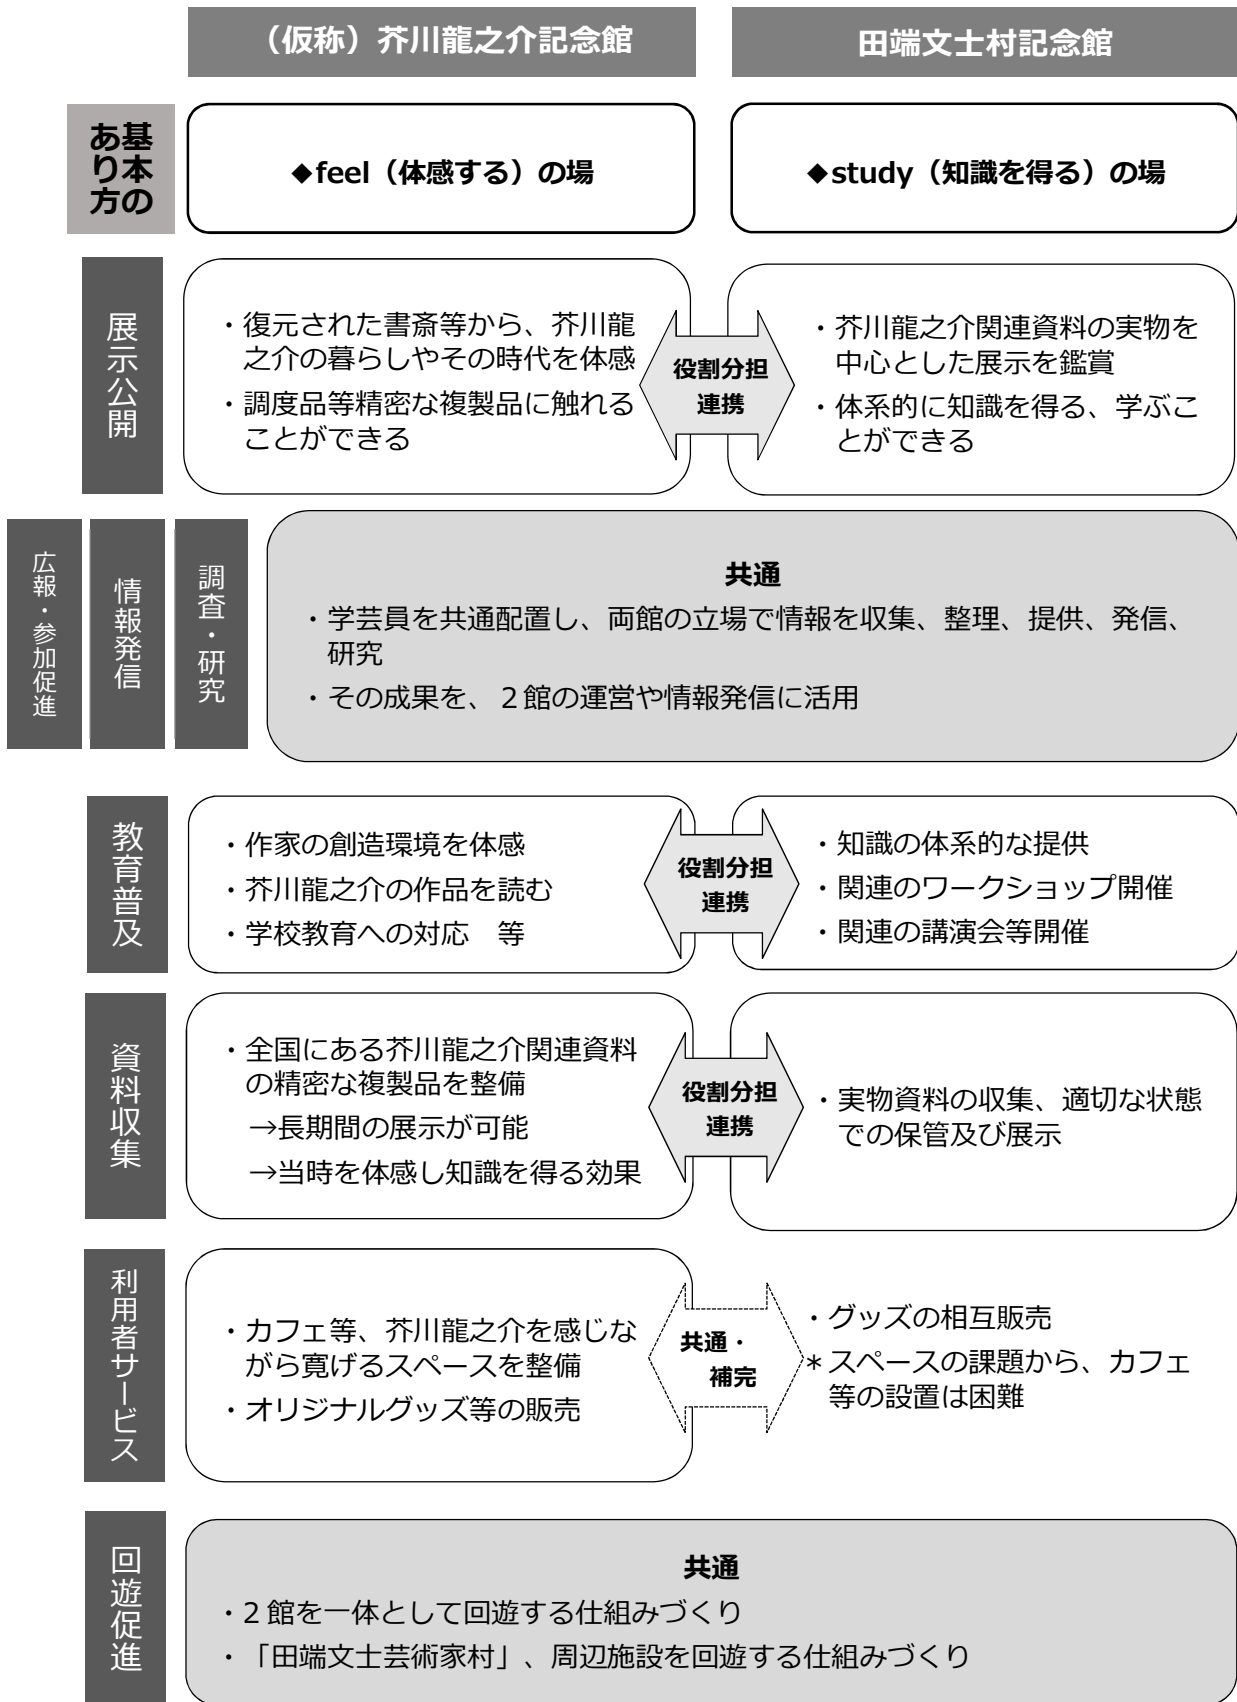 （仮称）芥川龍之介記念館
田端文士村記念館
基本の
あり方
◆feel（体感する）の場
◆study（知識を得る）の場
展示公開
・復元された書斎等から、芥川龍
之介の暮らしやその時代を体感
・調度品等精密な複製品に触れる
ことができる
役割分担
連携
・芥川龍之介関連資料の実物を
中心とした展示を鑑賞
・体系的に知識を得る、学ぶこ
とができる
広報・参加促進
情報発信
調査・研究
共通
・学芸員を共通配置し、両館の立場で情報を収集、整理、提供、発信、
研究
・その成果を、２館の運営や情報発信に活用
教育普及
・作家の創造環境を体感
・芥川龍之介の作品を読む
・学校教育への対応　等
役割分担
連携
・知識の体系的な提供
・関連のワークショップ開催
・関連の講演会等開催
資料収集
・全国にある芥川龍之介関連資料
の精密な複製品を整備
→長期間の展示が可能
→当時を体感し知識を得る効果
役割分担
連携
・実物資料の収集、適切な状態
での保管及び展示
利用者サービス
・カフェ等、芥川龍之介を感じな
がら寛げるスペースを整備
・オリジナルグッズ等の販売
共通・
補完
・グッズの相互販売
＊スペースの課題から、カフェ
等の設置は困難
回遊促進
共通
・２館を一体として回遊する仕組みづくり
・「田端文士芸術家村」、周辺施設を回遊する仕組みづくり